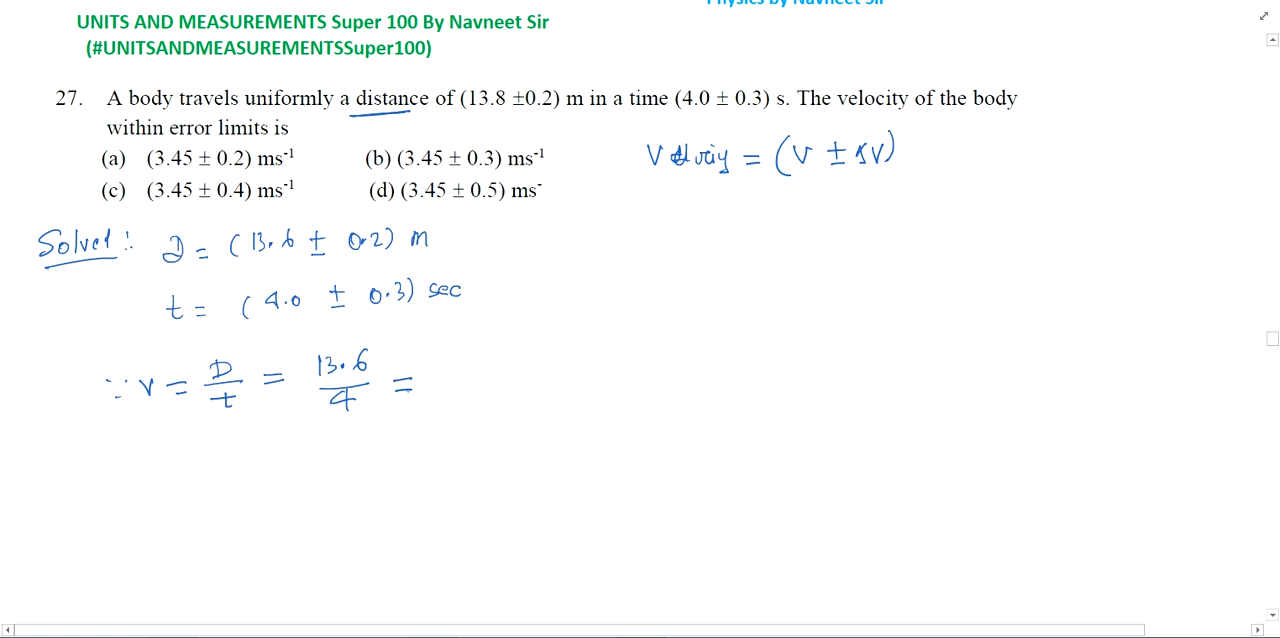 UNITS AND MEASUREMENTS Super 100 By Navneet Sir
(#UNITSANDMEASUREMENTSSuper100)
27. A body travels uniformly a distance of (13.8 ±0.2) m in a time (4.0 ± 0.3) s. The velocity of the body
within error limits is
(a) (3.45 ± 0.2) ms⁻¹ (b) (3.45 ± 0.3) ms⁻¹
(c) (3.45 ± 0.4) ms⁻¹ (d) (3.45 ± 0.5) ms⁻
Velocity = (V ± ΔV)
Solved:
D = (13.6 ± 0.2) m
t = (4.0 ± 0.3) sec
∵ V = D/t = 13.6/4 =